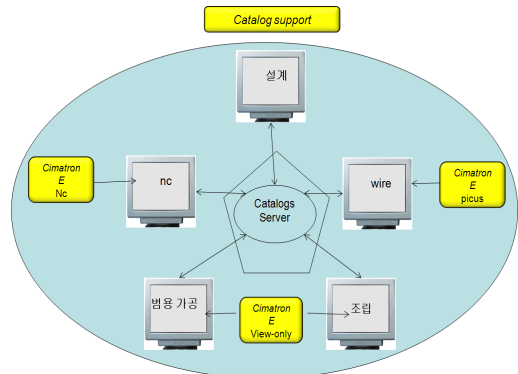 Catalog support
설계
Cimatron
E
Nc
nc
Catalogs
Server
wire
Cimatron
E
picus
범용 가공
Cimatron
E
View-only
조립